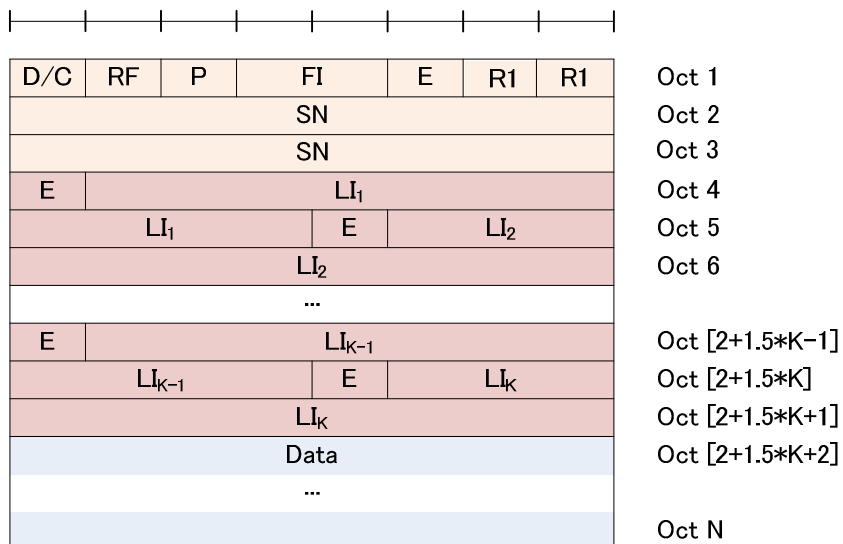 D/C RF P FI E R1 R1 Oct 1
SN Oct 2
SN Oct 3
E LI₁ Oct 4
LI₁ E LI₂ Oct 5
LI₂ Oct 6
...
E LIK-1 Oct [2+1.5*K-1]
LIK-1 E LIK Oct [2+1.5*K]
LIK Oct [2+1.5*K+1]
Data Oct [2+1.5*K+2]
...
Oct N